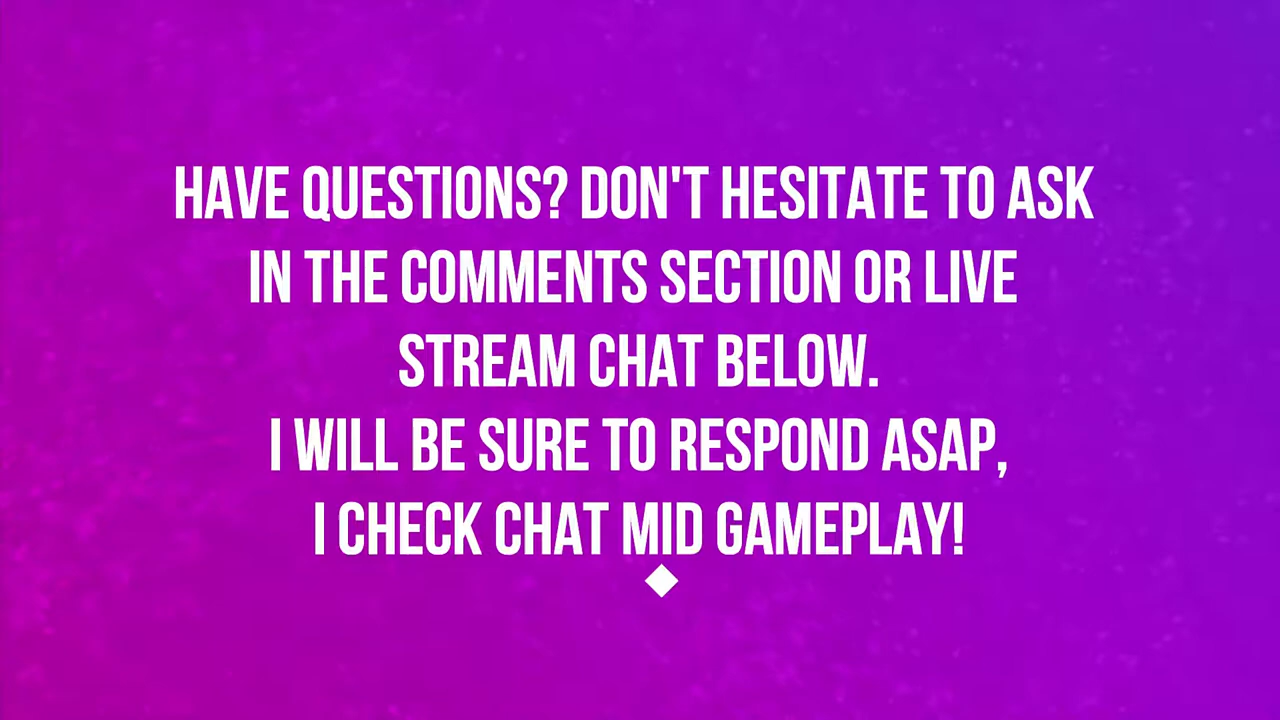 HAVE QUESTIONS? DON'T HESITATE TO ASK
IN THE COMMENTS SECTION OR LIVE
STREAM CHAT BELOW.
I WILL BE SURE TO RESPOND ASAP,
I CHECK CHAT MID GAMEPLAY!